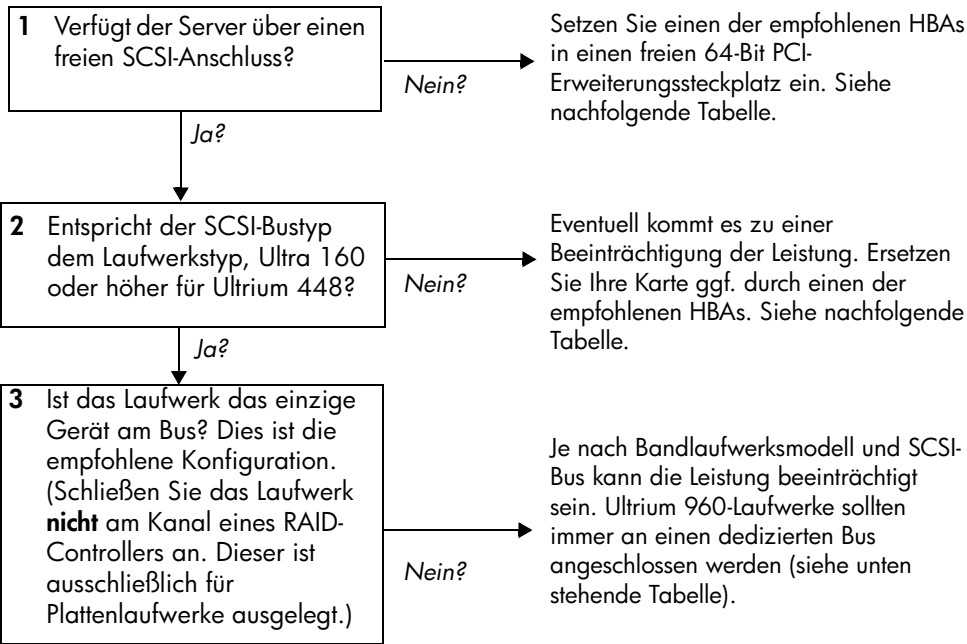 1 Verfügt der Server über einen
freien SCSI-Anschluss?
Nein?
Setzen Sie einen der empfohlenen HBAs
in einen freien 64-Bit PCI-
Erweiterungssteckplatz ein. Siehe
nachfolgende Tabelle.
Ja?
2 Entspricht der SCSI-Bustyp
dem Laufwerkstyp, Ultra 160
oder höher für Ultrium 448?
Nein?
Eventuell kommt es zu einer
Beeinträchtigung der Leistung. Ersetzen
Sie Ihre Karte ggf. durch einen der
empfohlenen HBAs. Siehe nachfolgende
Tabelle.
Ja?
3 Ist das Laufwerk das einzige
Gerät am Bus? Dies ist die
empfohlene Konfiguration.
(Schließen Sie das Laufwerk
nicht am Kanal eines RAID-
Controllers an. Dieser ist
ausschließlich für
Plattenlaufwerke ausgelegt.)
Nein?
Je nach Bandlaufwerksmodell und SCSI-
Bus kann die Leistung beeinträchtigt
sein. Ultrium 960-Laufwerke sollten
immer an einen dedizierten Bus
angeschlossen werden (siehe unten
stehende Tabelle).